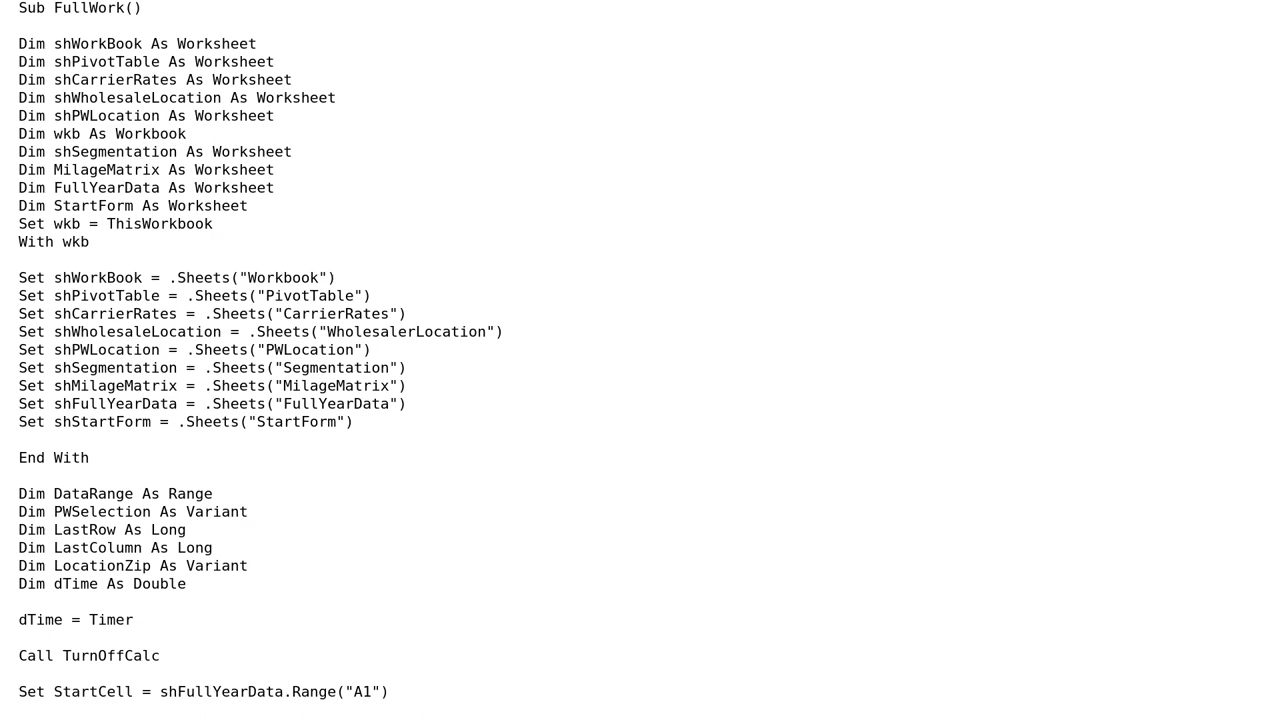 Sub FullWork()
Dim shWorkBook As Worksheet
Dim shPivotTable As Worksheet
Dim shCarrierRates As Worksheet
Dim shWholesaleLocation As Worksheet
Dim shPWLocation As Worksheet
Dim wkb As Workbook
Dim shSegmentation As Worksheet
Dim MilageMatrix As Worksheet
Dim FullYearData As Worksheet
Dim StartForm As Worksheet
Set wkb = ThisWorkbook
With wkb
Set shWorkBook = .Sheets("Workbook")
Set shPivotTable = .Sheets("PivotTable")
Set shCarrierRates = .Sheets("CarrierRates")
Set shWholesaleLocation = .Sheets("WholesalerLocation")
Set shPWLocation = .Sheets("PWLocation")
Set shSegmentation = .Sheets("Segmentation")
Set shMilageMatrix = .Sheets("MilageMatrix")
Set shFullYearData = .Sheets("FullYearData")
Set shStartForm = .Sheets("StartForm")
End With
Dim DataRange As Range
Dim PWSelection As Variant
Dim LastRow As Long
Dim LastColumn As Long
Dim LocationZip As Variant
Dim dTime As Double
dTime = Timer
Call TurnOffCalc
Set StartCell = shFullYearData.Range("A1")